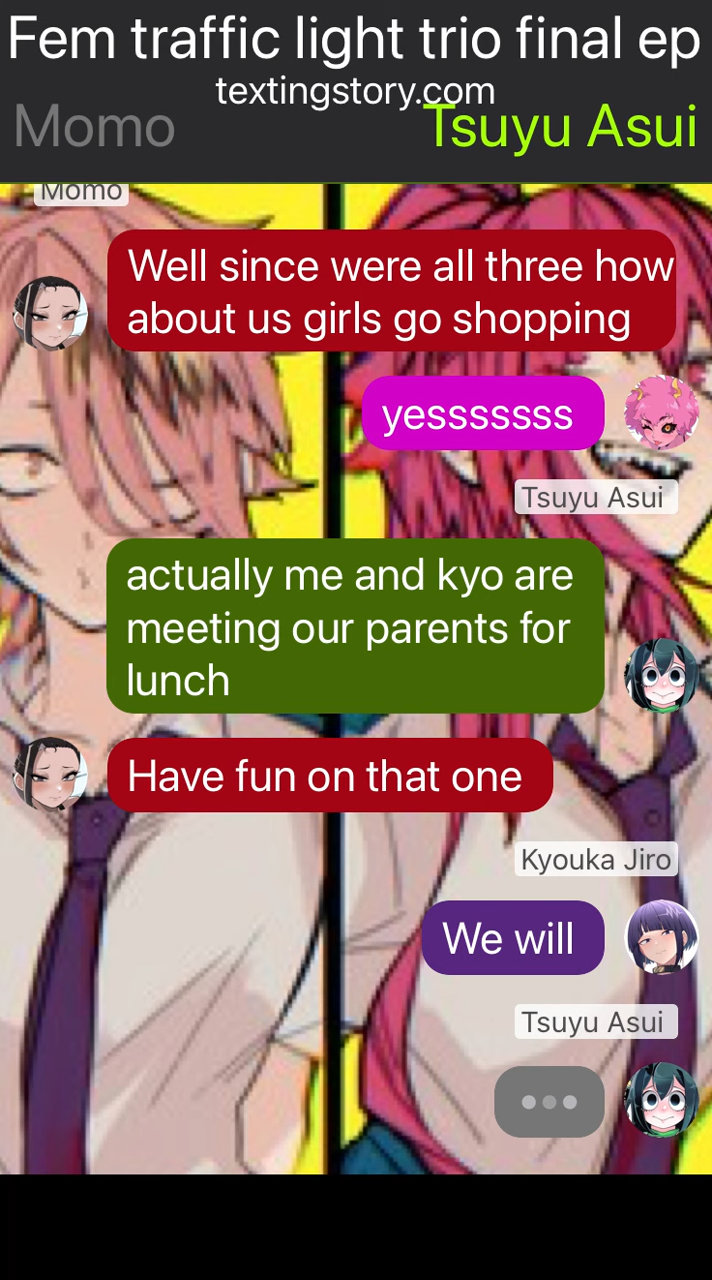 Fem traffic light trio final ep
textingstory.com
Momo
Tsuyu Asui
Momo
Well since were all three how
about us girls go shopping
yesssssss
Tsuyu Asui
actually me and kyo are
meeting our parents for
lunch
Have fun on that one
Kyouka Jiro
We will
Tsuyu Asui